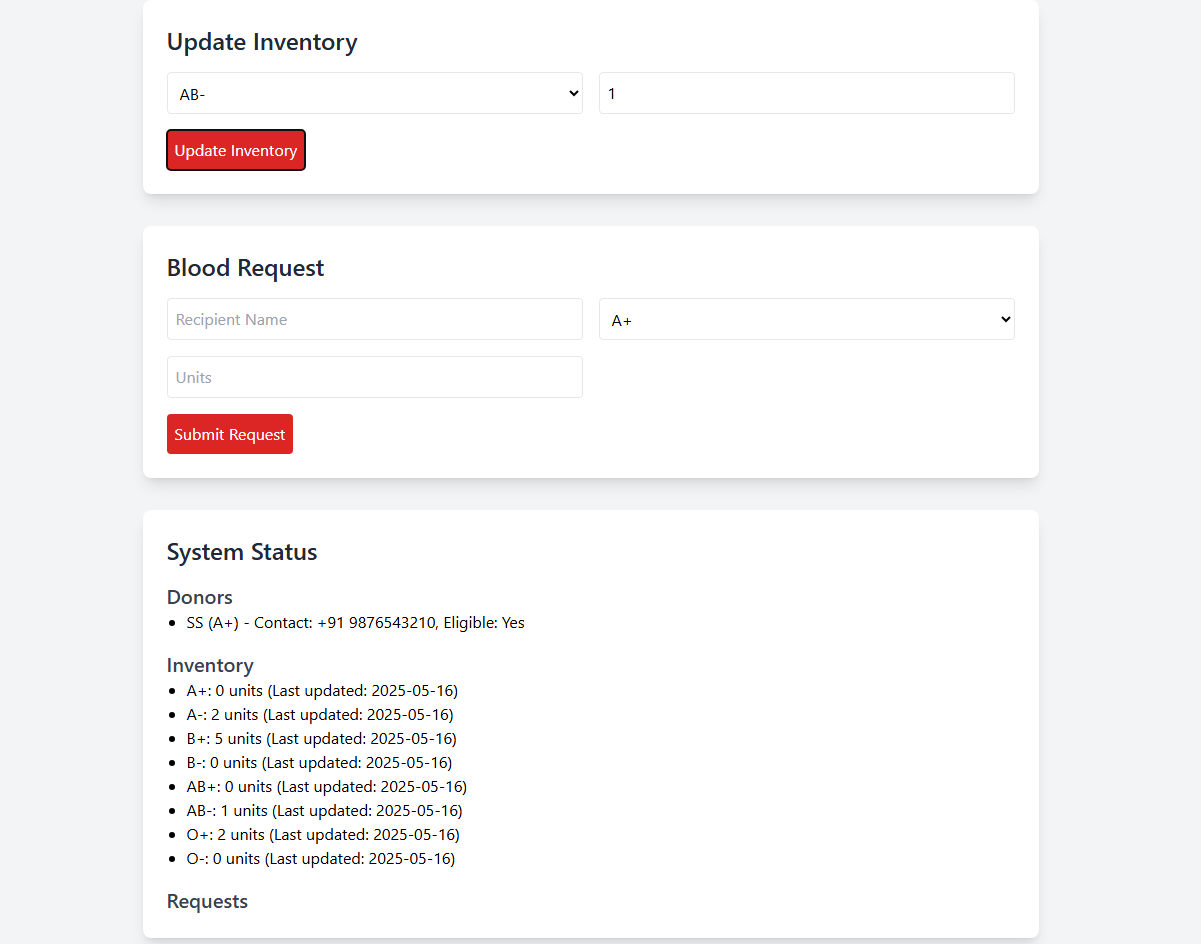 Update Inventory
AB-
1
Update Inventory
Blood Request
Recipient Name
A+
Units
Submit Request
System Status
Donors
SS (A+) - Contact: +91 9876543210, Eligible: Yes
Inventory
A+: 0 units (Last updated: 2025-05-16)
A-: 2 units (Last updated: 2025-05-16)
B+: 5 units (Last updated: 2025-05-16)
B-: 0 units (Last updated: 2025-05-16)
AB+: 0 units (Last updated: 2025-05-16)
AB-: 1 units (Last updated: 2025-05-16)
O+: 2 units (Last updated: 2025-05-16)
O-: 0 units (Last updated: 2025-05-16)
Requests